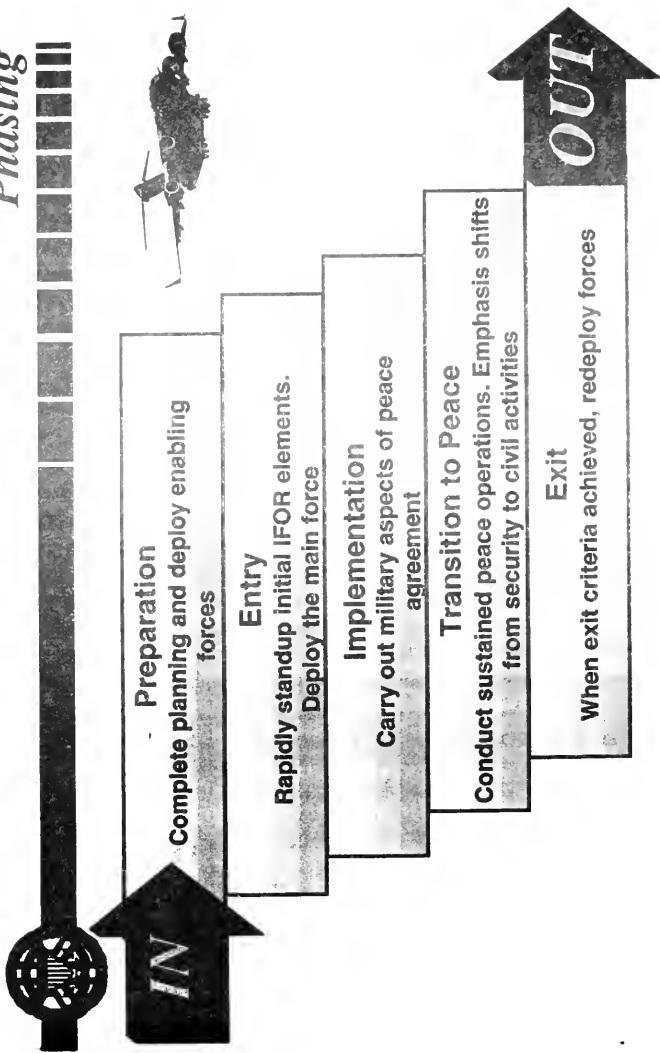 Phasing
IN
- Preparation
Complete planning and deploy enabling
forces
Entry
Rapidly standup initial IFOR elements.
Deploy the main force
Implementation
Carry out military aspects of peace
agreement
Transition to Peace
Conduct sustained peace operations. Emphasis shifts
from security to civil activities
Exit
When exit criteria achieved, redeploy forces
OUT